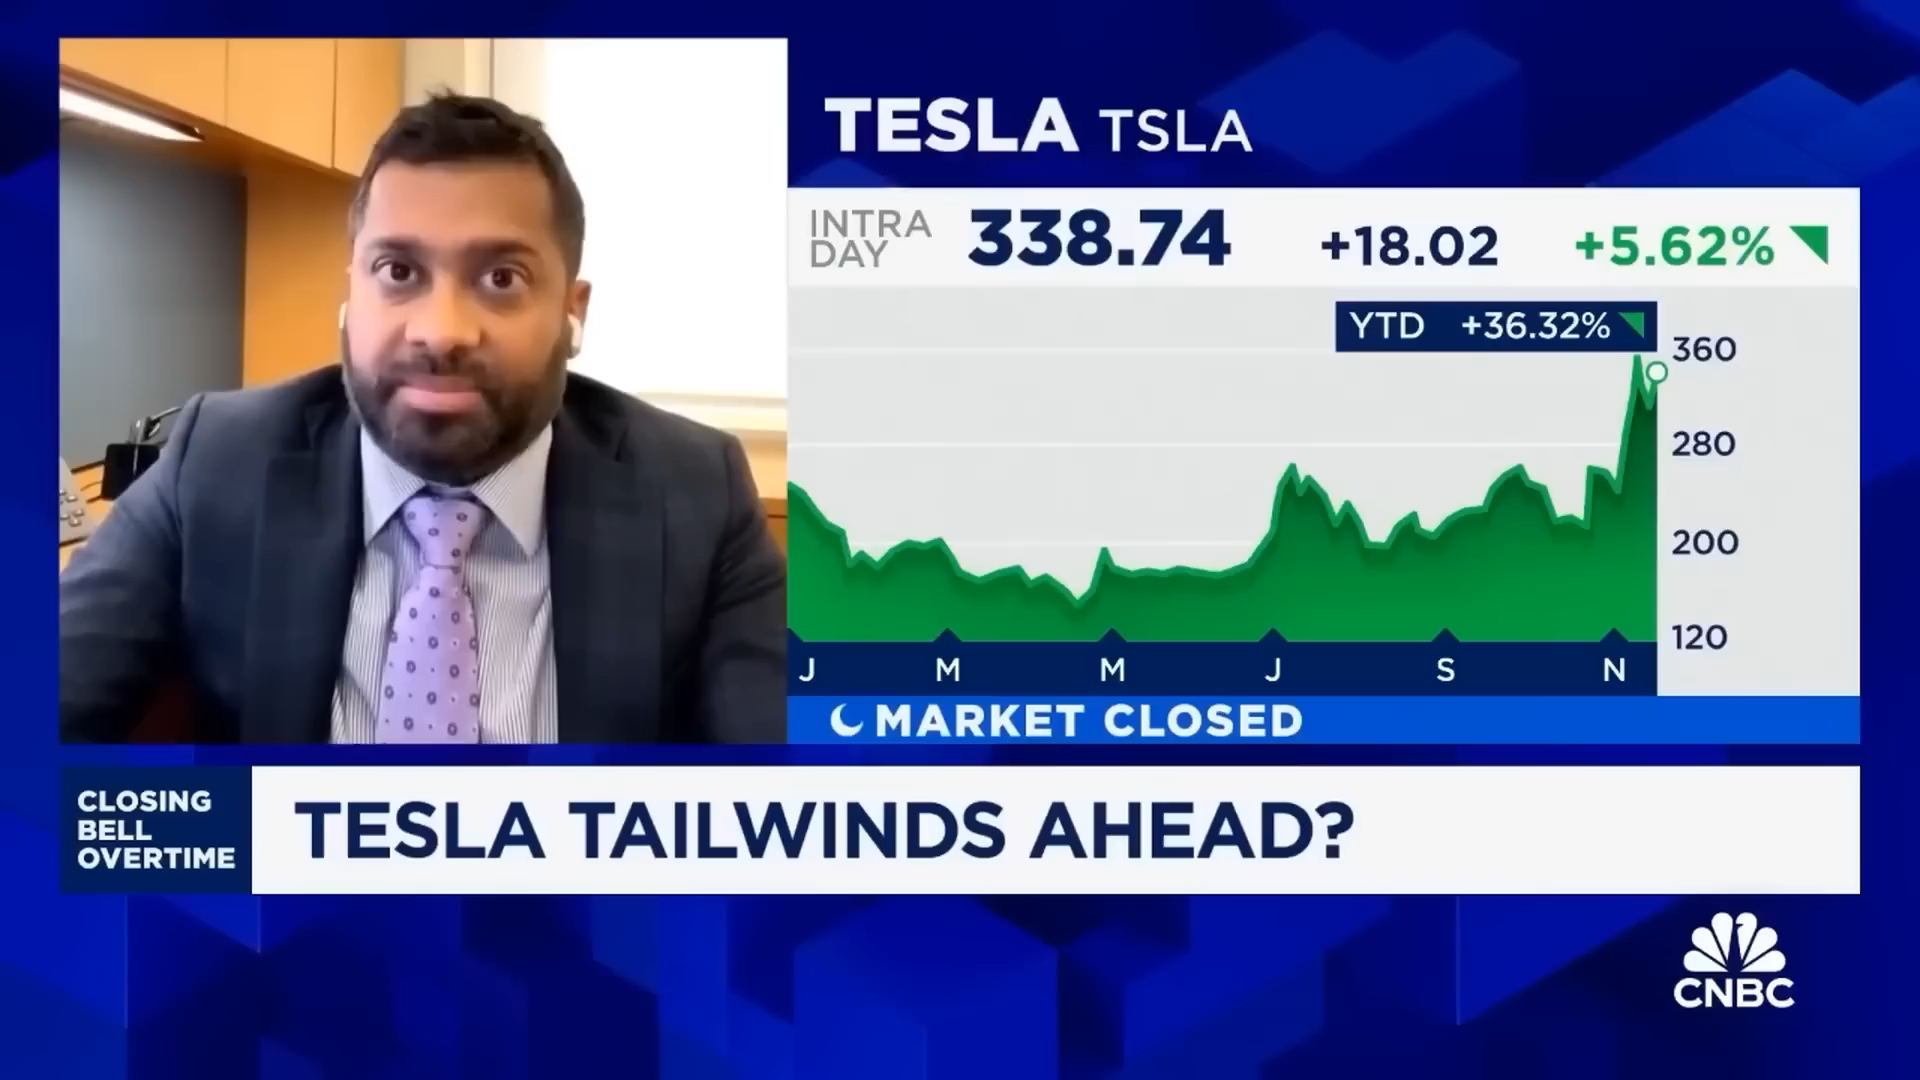 TESLA TSLA
INTRA
DAY
338.74 +18.02 +5.62%
YTD +36.32%
360
280
200
120
J M M J S N
MARKET CLOSED
CLOSING
BELL
OVERTIME
TESLA TAILWINDS AHEAD?
CNBC